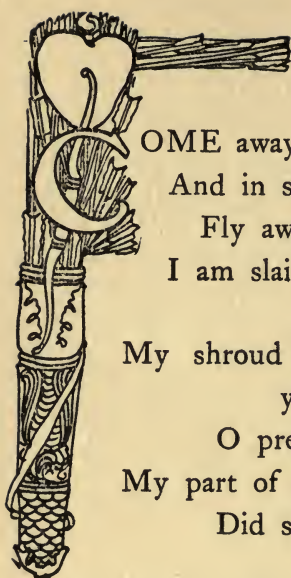 COME away
And in s
Fly aw
I am slai
My shroud
y
O pre
My part of
Did s